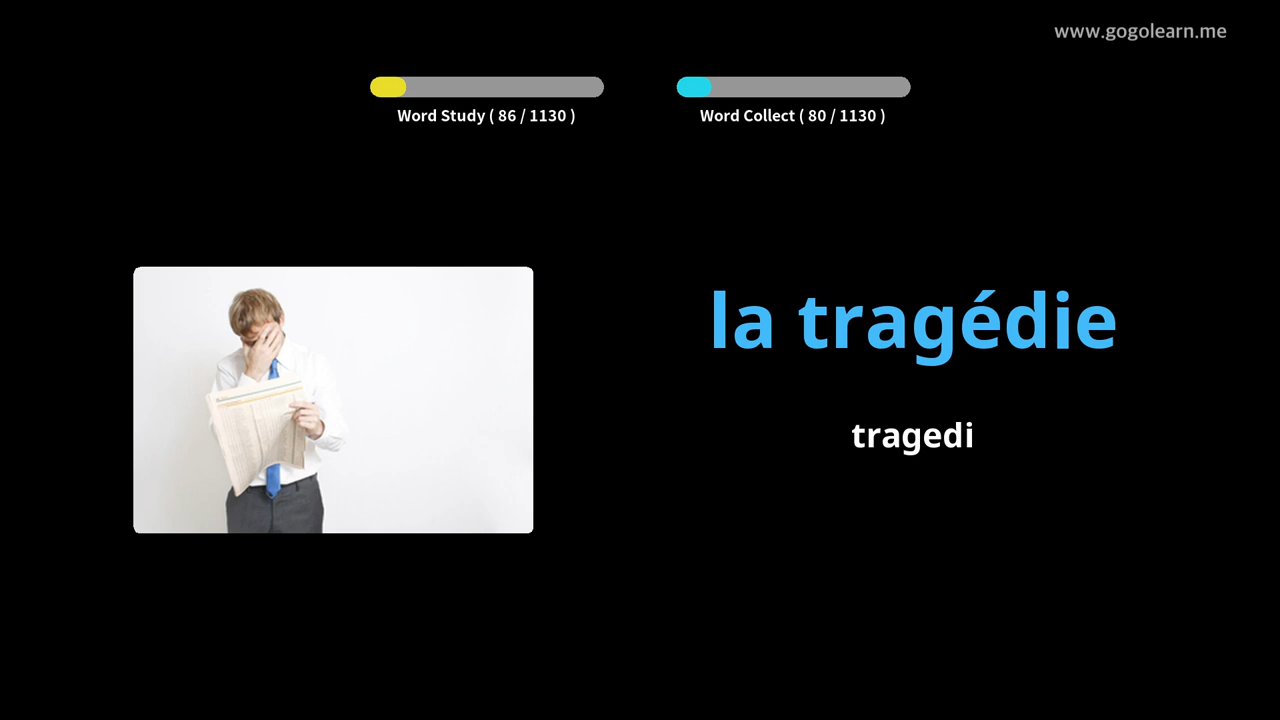 www.gogolearn.me
Word Study ( 86 / 1130 )
Word Collect ( 80 / 1130 )
la tragédie
tragedi